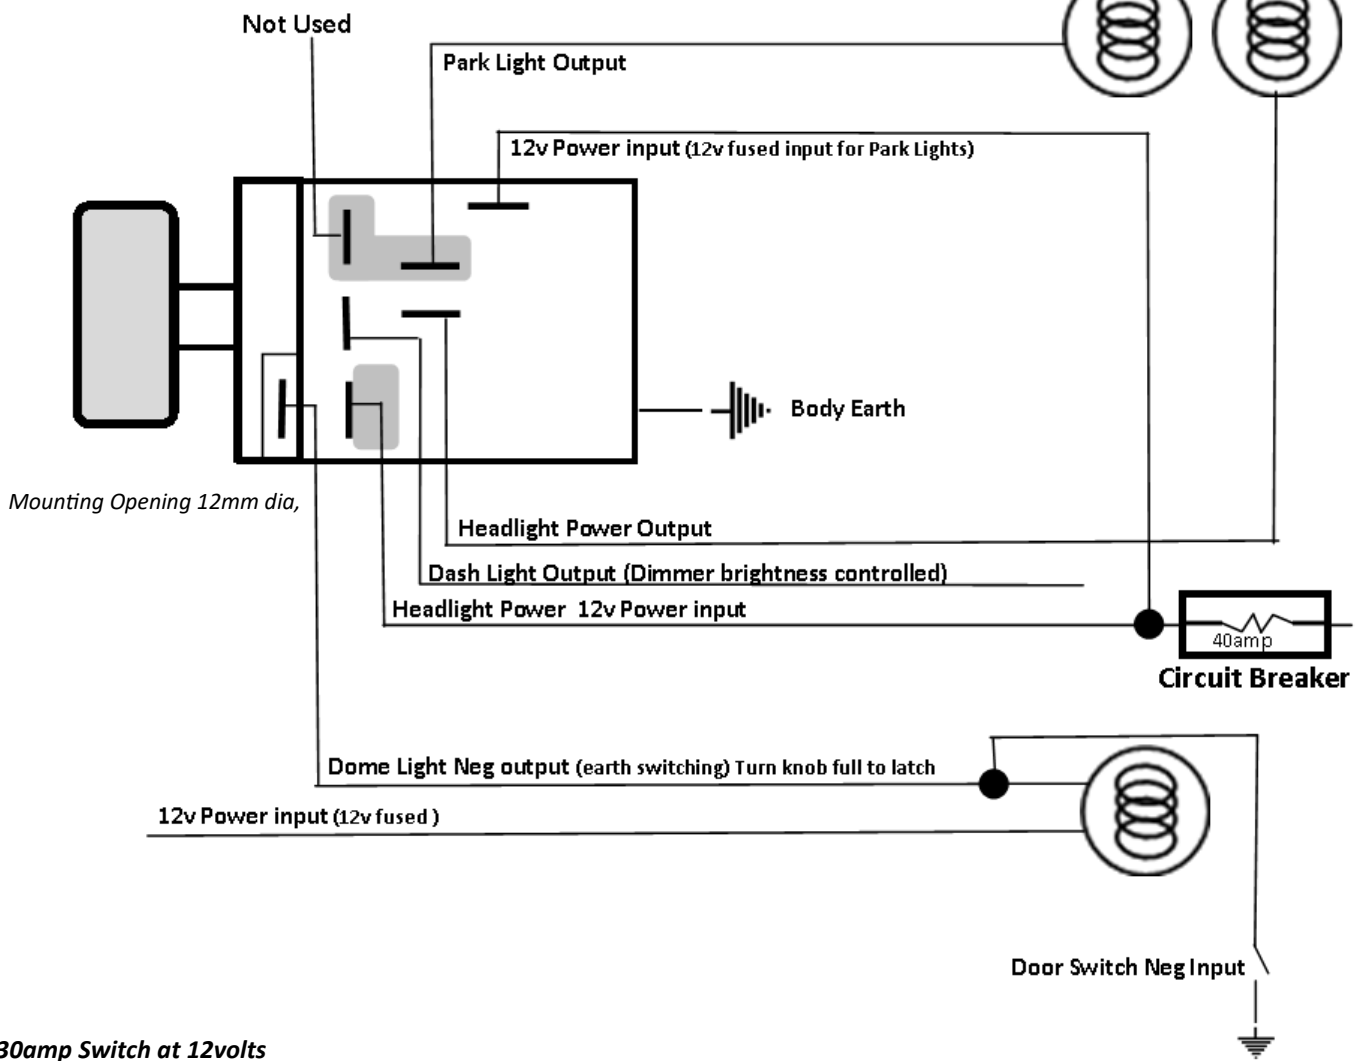 Not Used
Park Light Output
12v Power input (12v fused input for Park Lights)
Body Earth
Mounting Opening 12mm dia,
Headlight Power Output
Dash Light Output (Dimmer brightness controlled)
Headlight Power 12v Power input
40amp
Circuit Breaker
Dome Light Neg output (earth switching) Turn knob full to latch
12v Power input (12v fused )
Door Switch Neg Input
30amp Switch at 12volts